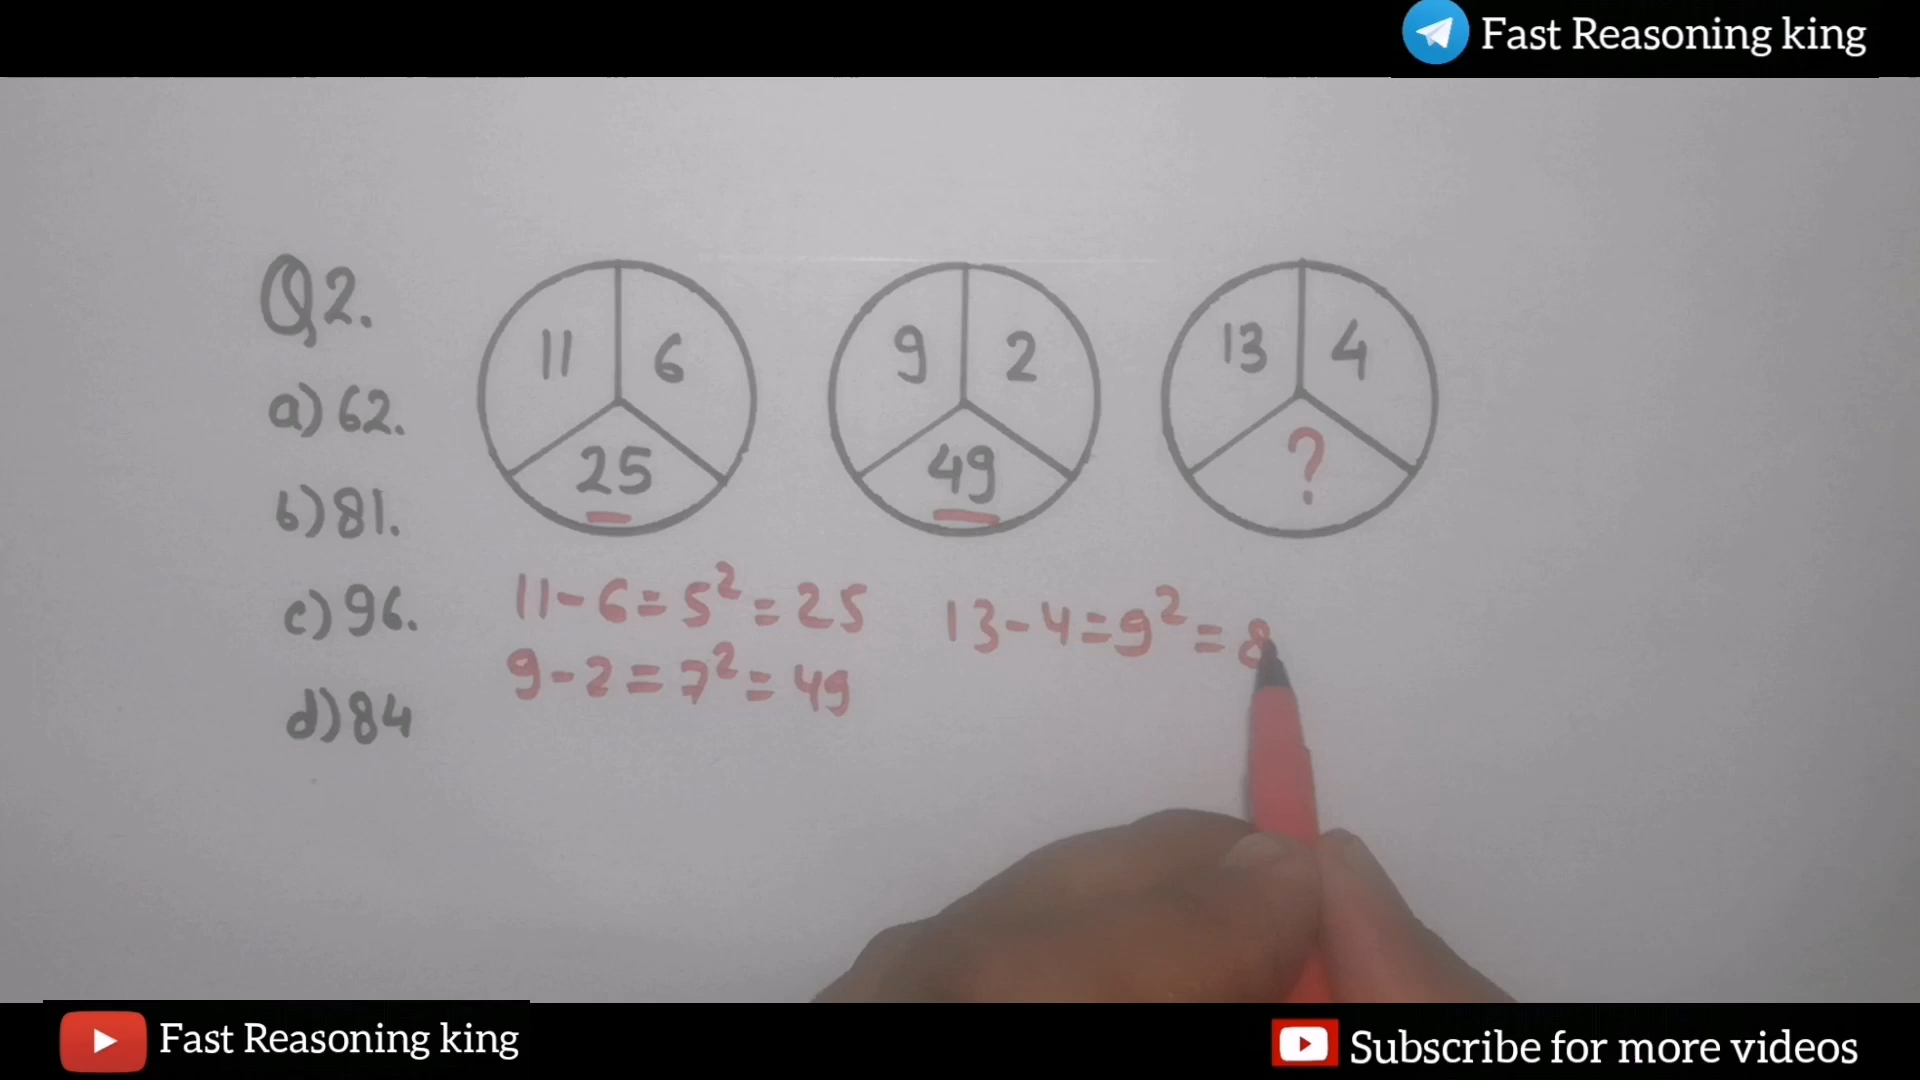 Fast Reasoning king
Q2.
11 6 25
9 2 49
13 4 ?
a) 62.
b) 81.
c) 96.
d) 84
11-6=5²=25
9-2=7²=49
13-4=9²=8
Fast Reasoning king
Subscribe for more videos